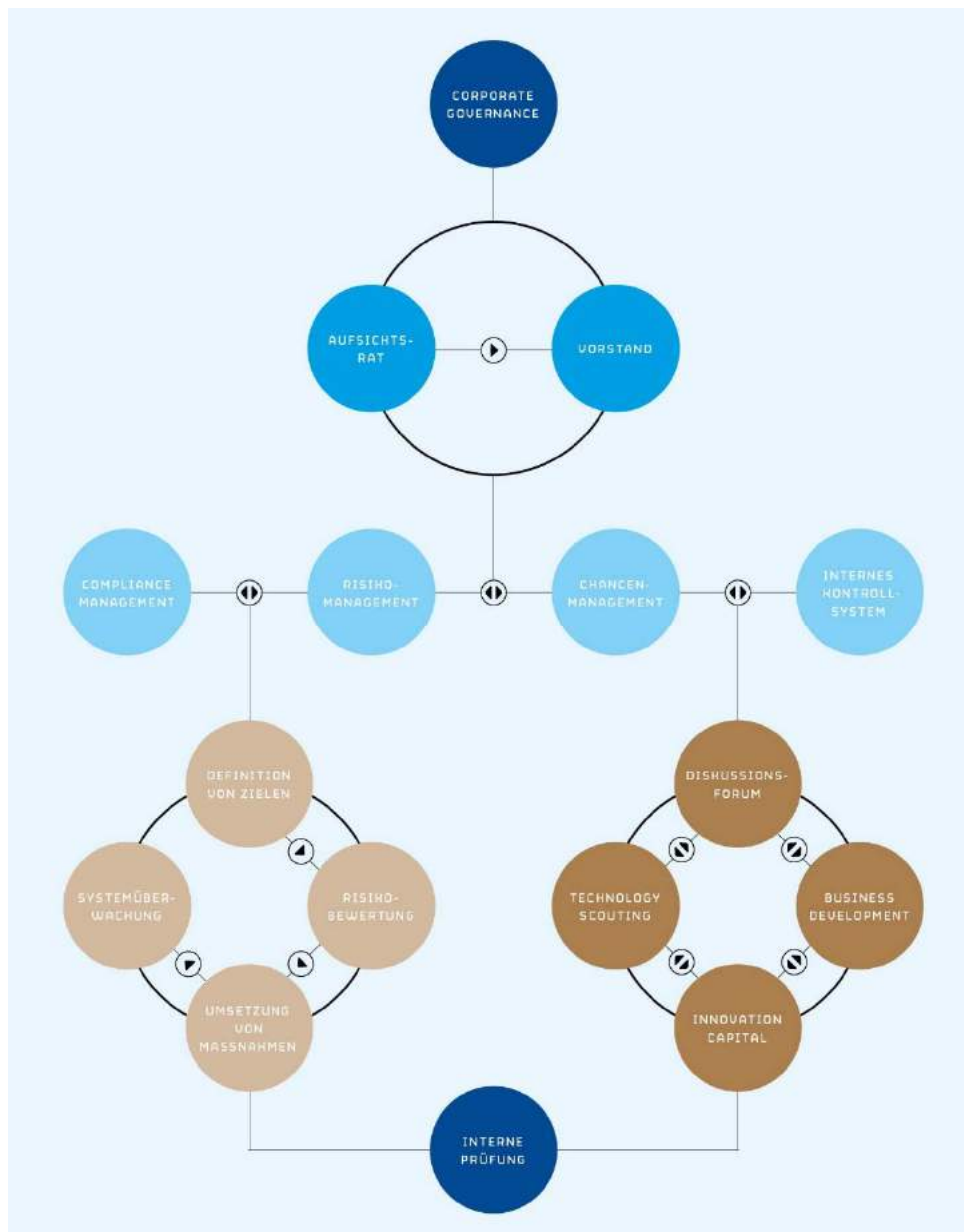 CORPORATE
GOVERNANCE
AUFSICHTS-
RAT
VORSTAND
COMPLIANCE
MANAGEMENT
RISIKO-
MANAGEMENT
CHANCEN-
MANAGEMENT
INTERNES
KONTROLL-
SYSTEM
DEFINITION
VON ZIELEN
SYSTEMÜBER-
WACHUNG
RISIKO-
BEWERTUNG
UMSETZUNG
VON
MASSNAHMEN
DISKUSSIONS-
FORUM
TECHNOLOGY
SCOUTING
BUSINESS
DEVELOPMENT
INNOVATION
CAPITAL
INTERNE
PRÜFUNG